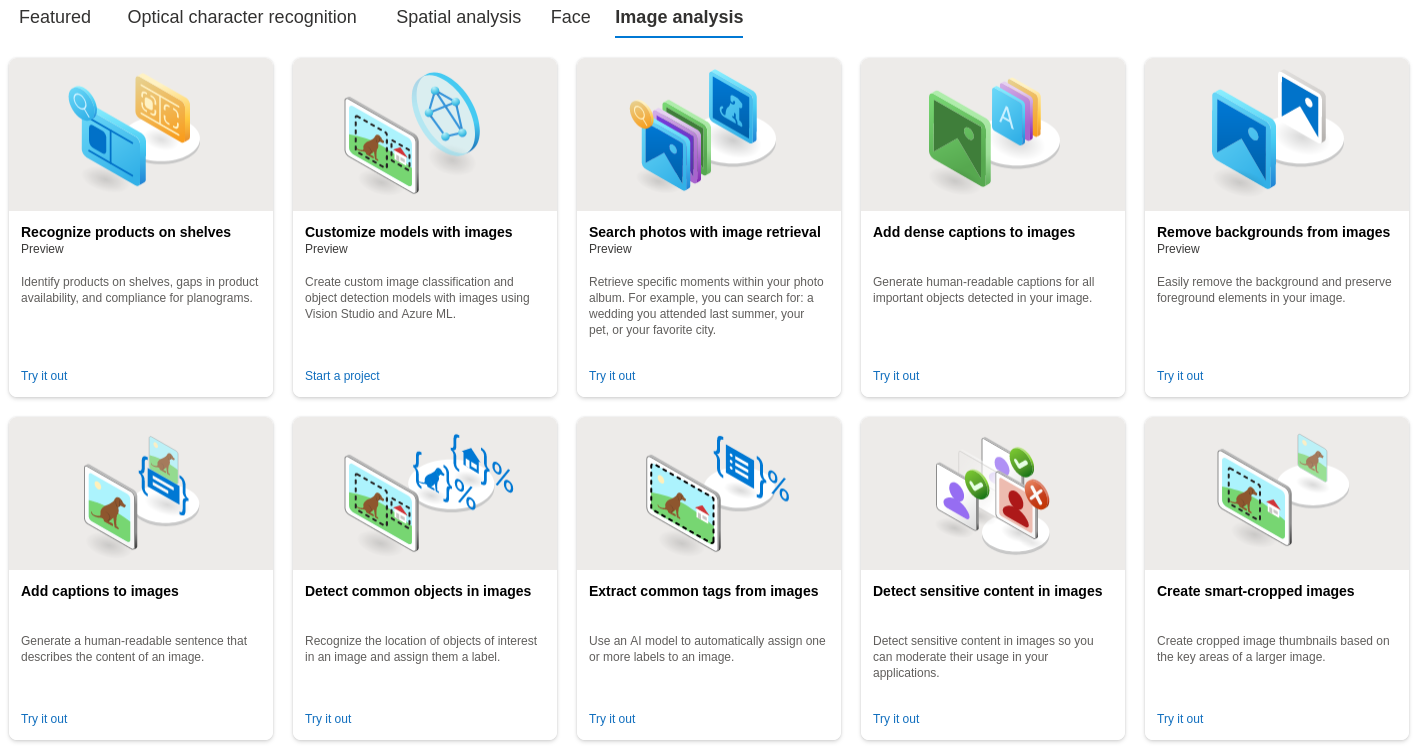 Featured
Optical character recognition
Spatial analysis
Face
Image analysis
Recognize products on shelves
Preview
Identify products on shelves, gaps in product
availability, and compliance for planograms.
Try it out
Customize models with images
Preview
Create custom image classification and
object detection models with images using
Vision Studio and Azure ML.
Start a project
Search photos with image retrieval
Preview
Retrieve specific moments within your photo
album. For example, you can search for: a
wedding you attended last summer, your
pet, or your favorite city.
Try it out
A
Add dense captions to images
Generate human-readable captions for all
important objects detected in your image.
Try it out
Remove backgrounds from images
Preview
Easily remove the background and preserve
foreground elements in your image.
Try it out
{ }
Add captions to images
Generate a human-readable sentence that
describes the content of an image.
Try it out
{ }%
{ }%
Detect common objects in images
Recognize the location of objects of interest
in an image and assign them a label.
Try it out
{ }%
Extract common tags from images
Use an AI model to automatically assign one
or more labels to an image.
Try it out
Detect sensitive content in images
Detect sensitive content in images so you
can moderate their usage in your
applications.
Try it out
Create smart-cropped images
Create cropped image thumbnails based on
the key areas of a larger image.
Try it out